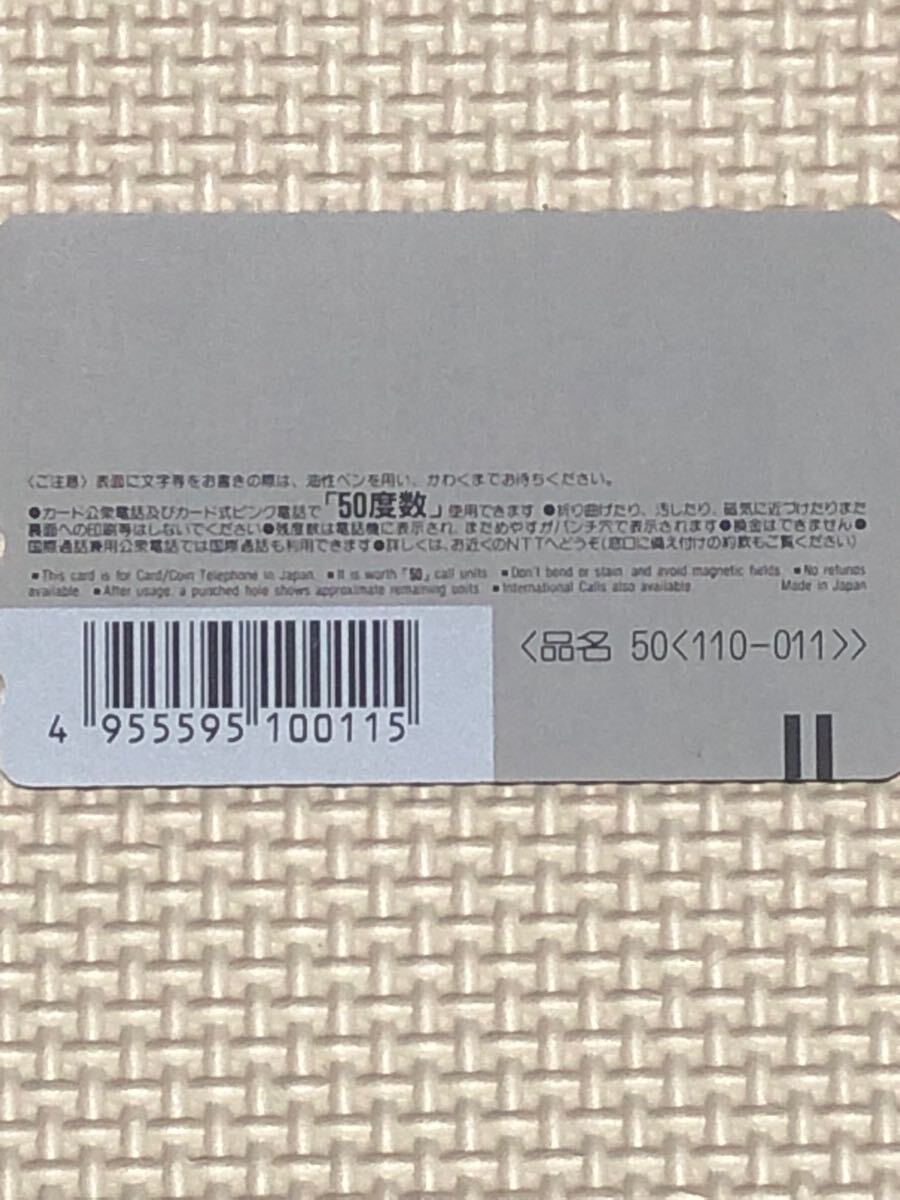 〈ご注意〉表面に文字等をお書きの際は、油性ペンを用い、かわくまでお待ちください。
●カード公衆電話及びカード式ピンク電話で「50度数」使用できます ●折り曲げたり、汚したり、磁気に近づけたりまた
裏面への印刷等はしないでください●残度数は電話機に表示され、まためやすがパンチ穴で表示されます●換金はできません●
国際通話兼用公衆電話では国際通話も利用できます●詳しくは、お近くのNTTへどうぞ(窓口に備え付けの約款もご覧ください)
■This card is for Card/Coin Telephone in Japan. ■It is worth「50」call units ■Don't bend or stain, and avoid magnetic fields ■No refunds
available. ■After usage, a punched hole shows approximate remaining units ■International Calls also available. Made in Japan
〈品名 50〈110-011〉〉
4 955595 100115